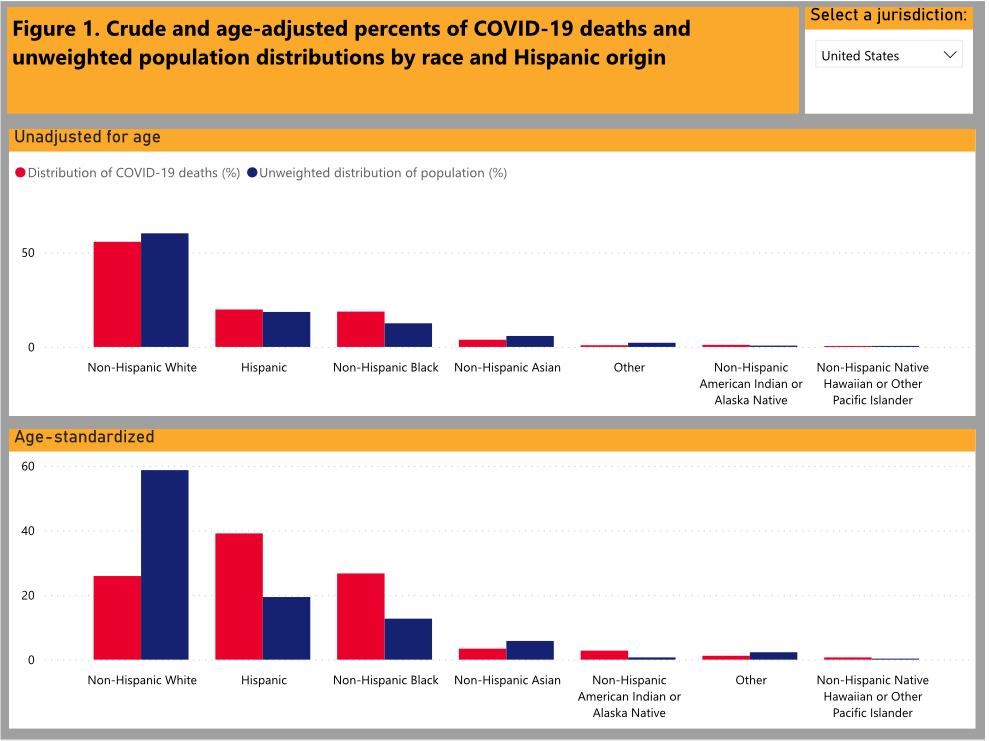 Figure 1. Crude and age-adjusted percents of COVID-19 deaths and
unweighted population distributions by race and Hispanic origin
Select a jurisdiction:
United States
Unadjusted for age
Distribution of COVID-19 deaths (%) Unweighted distribution of population (%)
50
0
Non-Hispanic White
Hispanic
Non-Hispanic Black
Non-Hispanic Asian
Other
Non-Hispanic
American Indian or
Alaska Native
Non-Hispanic Native
Hawaiian or Other
Pacific Islander
Age-standardized
60
40
20
0
Non-Hispanic White
Hispanic
Non-Hispanic Black
Non-Hispanic Asian
Non-Hispanic
American Indian or
Alaska Native
Other
Non-Hispanic Native
Hawaiian or Other
Pacific Islander